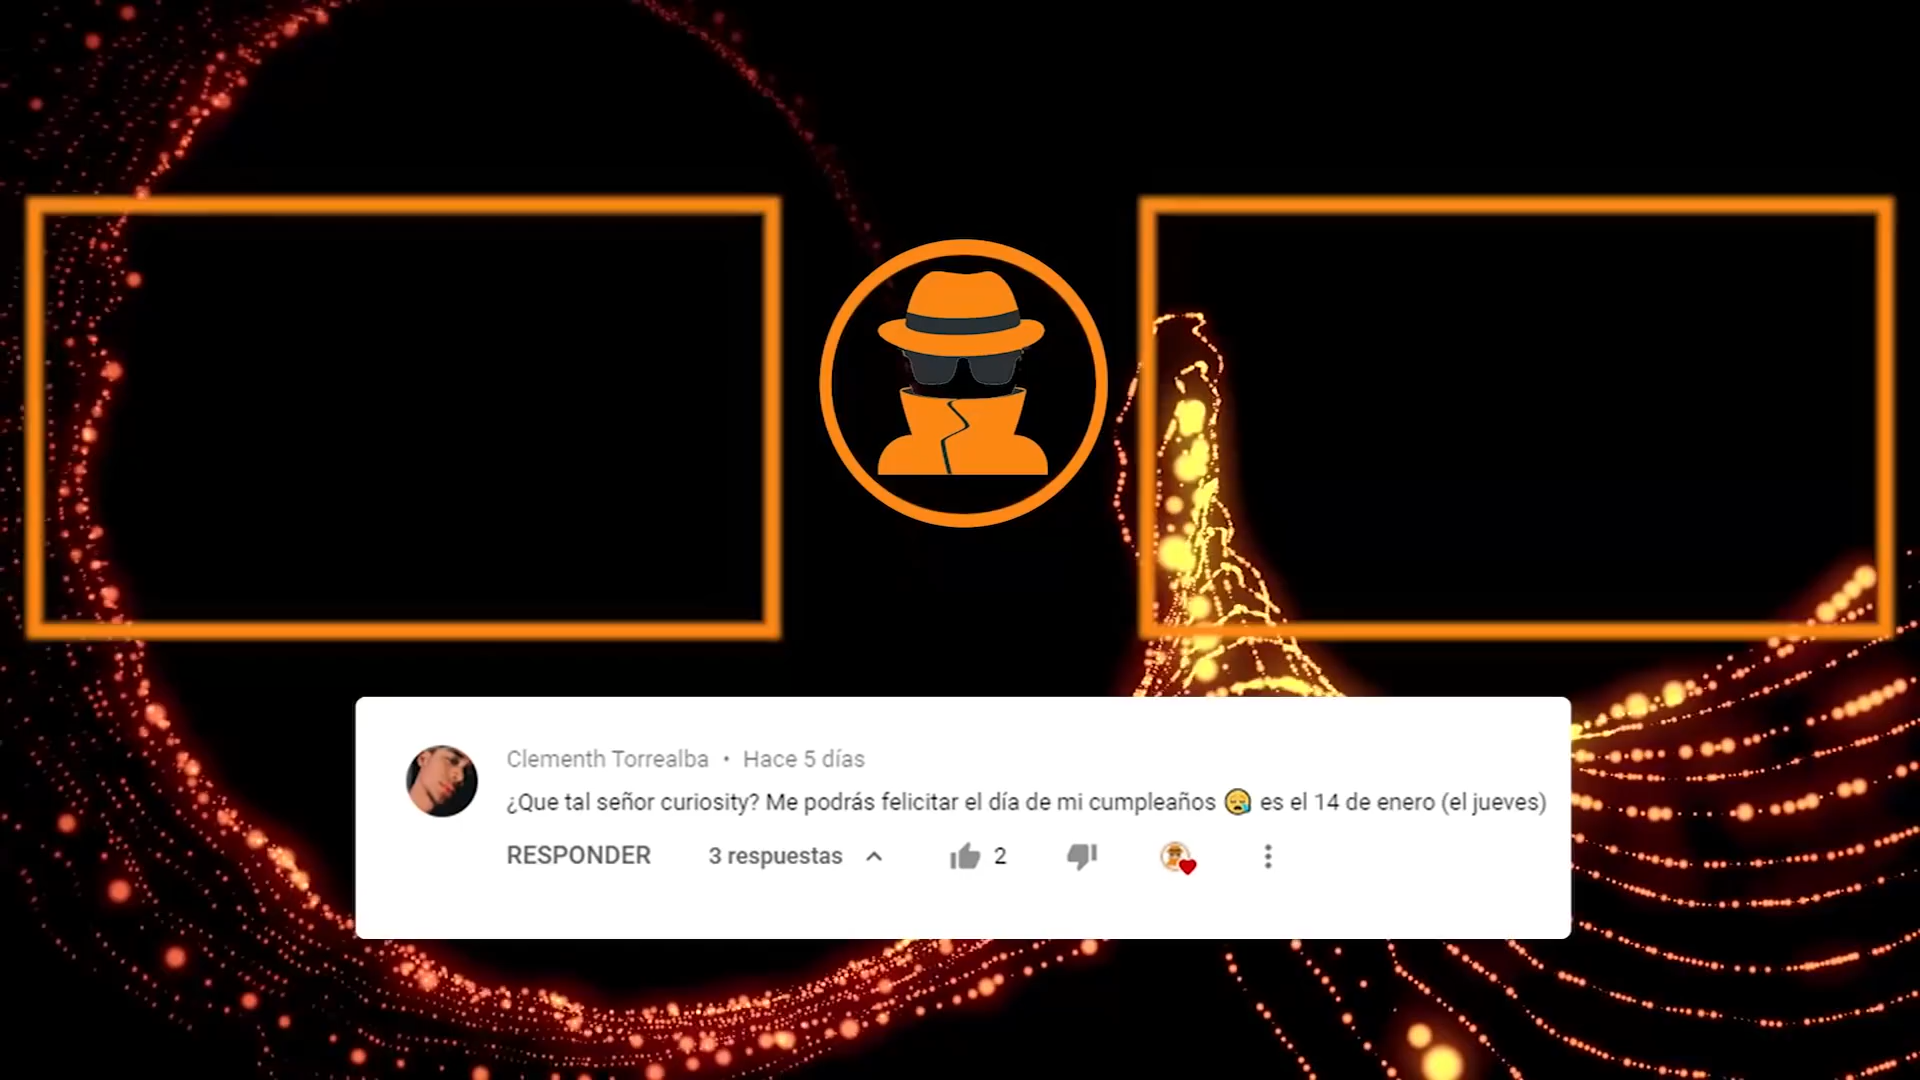 Clementh Torrealba • Hace 5 días
¿Que tal señor curiosity? Me podrás felicitar el día de mi cumpleaños 😪 es el 14 de enero (el jueves)
RESPONDER 3 respuestas 2